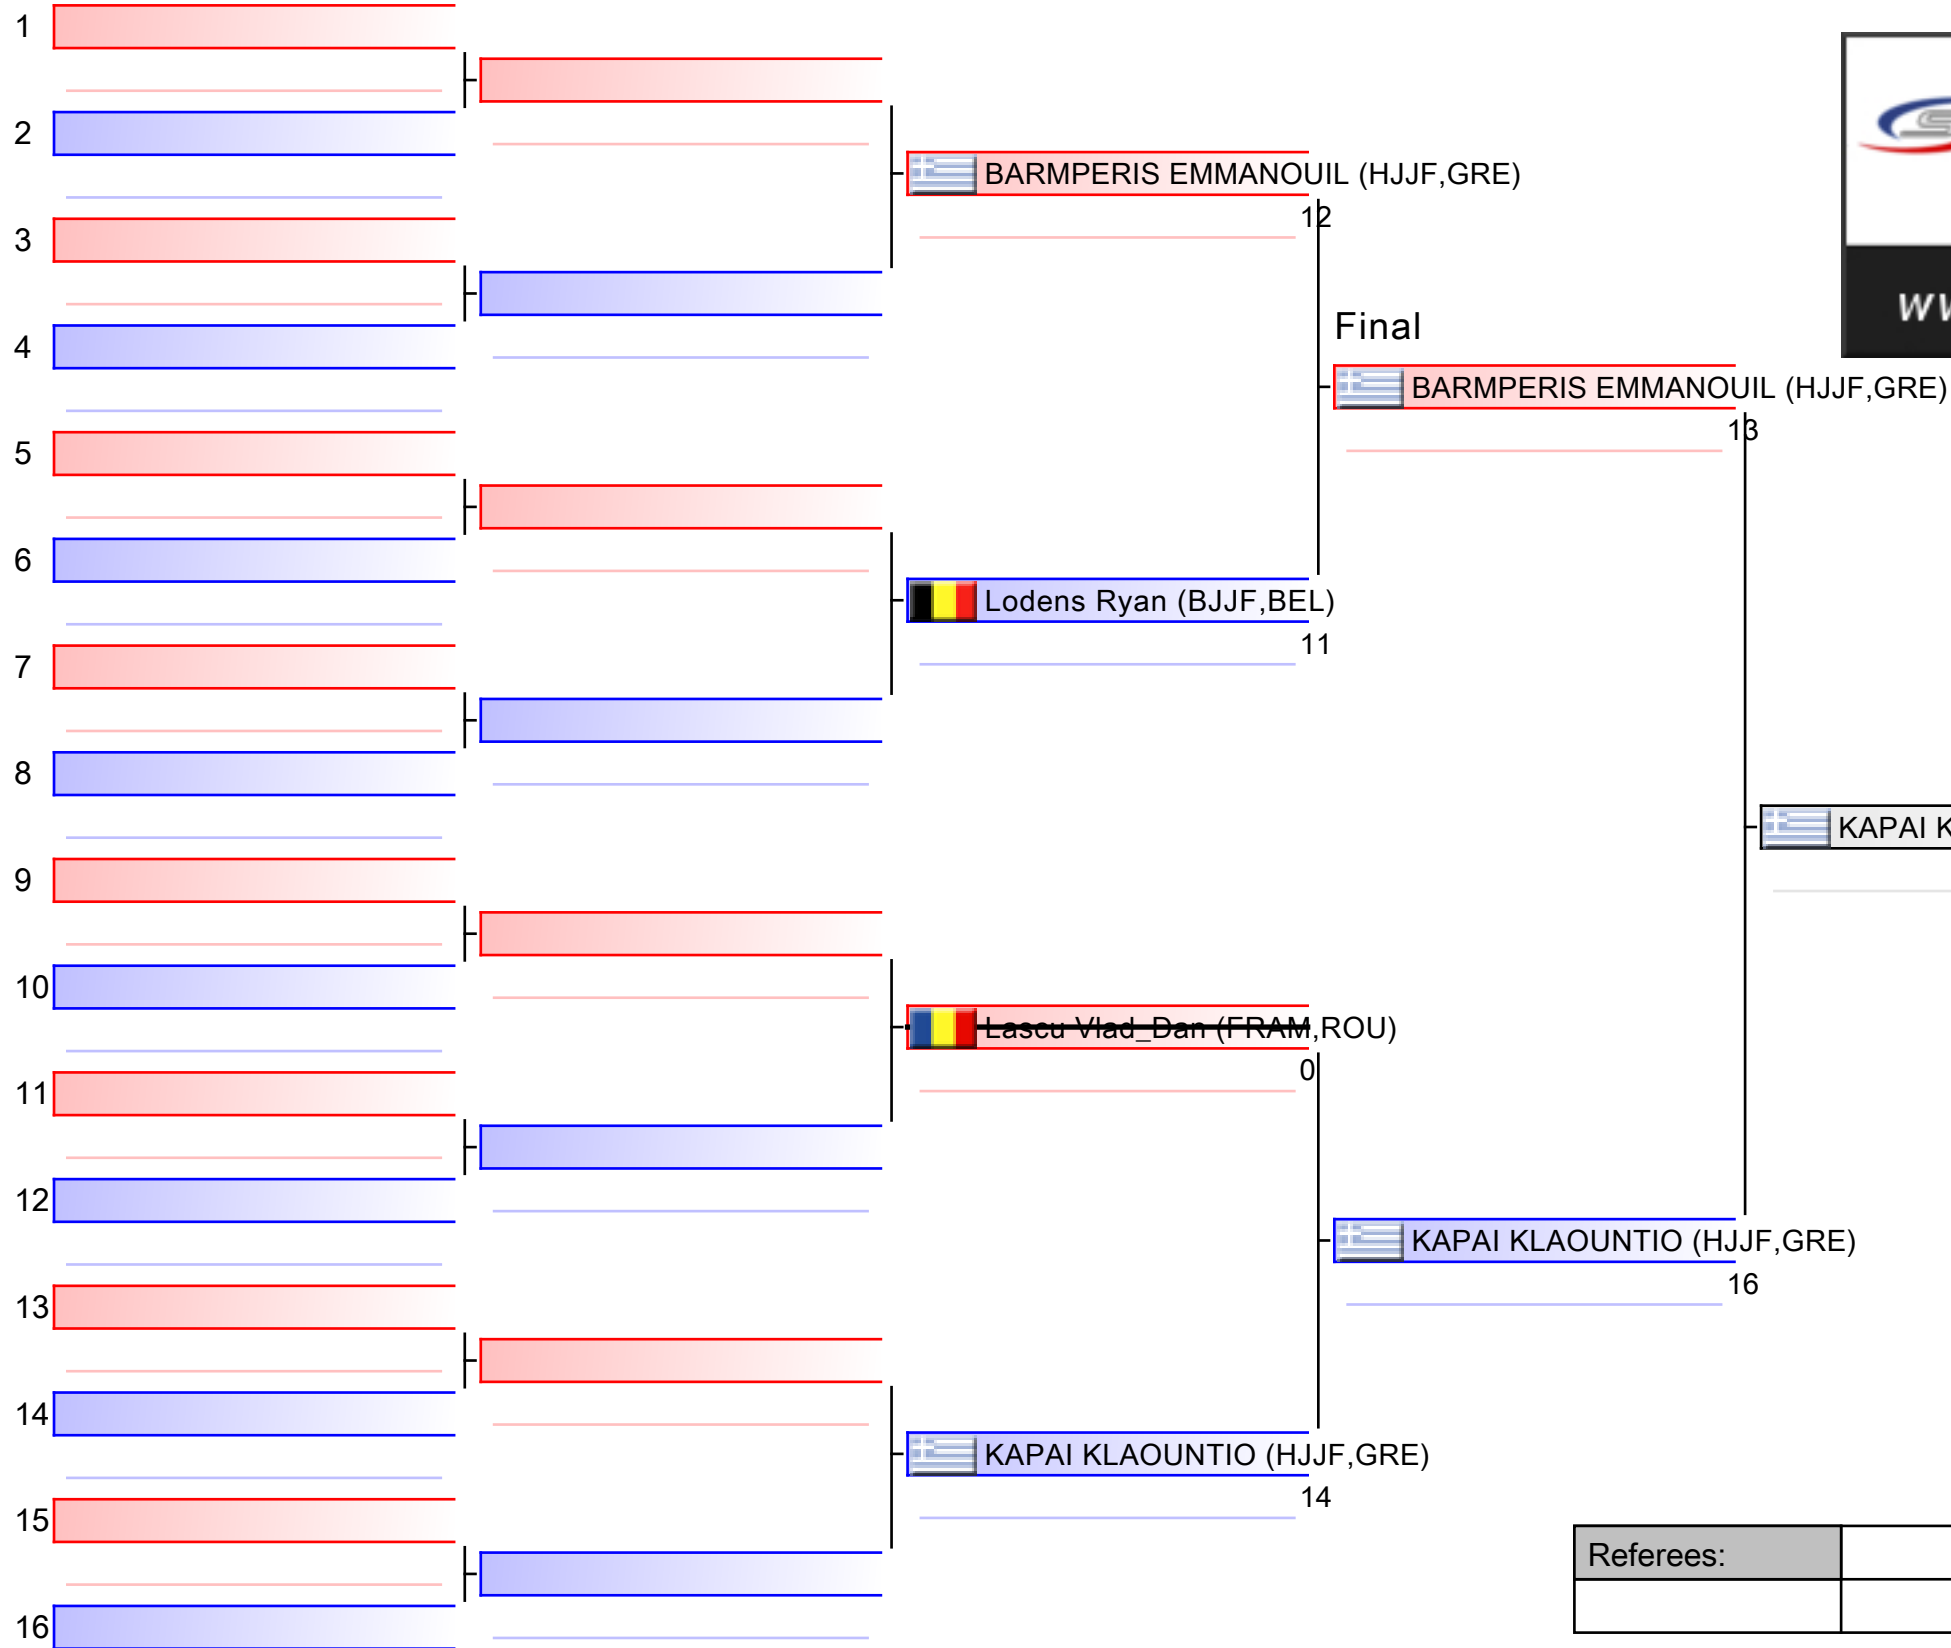 1
2
BARMPERIS EMMANOUIL (HJJF,GRE)
12
3
4
Final
BARMPERIS EMMANOUIL (HJJF,GRE)
13
5
6
Lodens Ryan (BJJF,BEL)
11
7
8
KAPAI
9
10
Lascu Vlad_Dan (FRAM,ROU)
0
11
12
KAPAI KLAOUNTIO (HJJF,GRE)
16
13
14
KAPAI KLAOUNTIO (HJJF,GRE)
14
15
Referees:
16